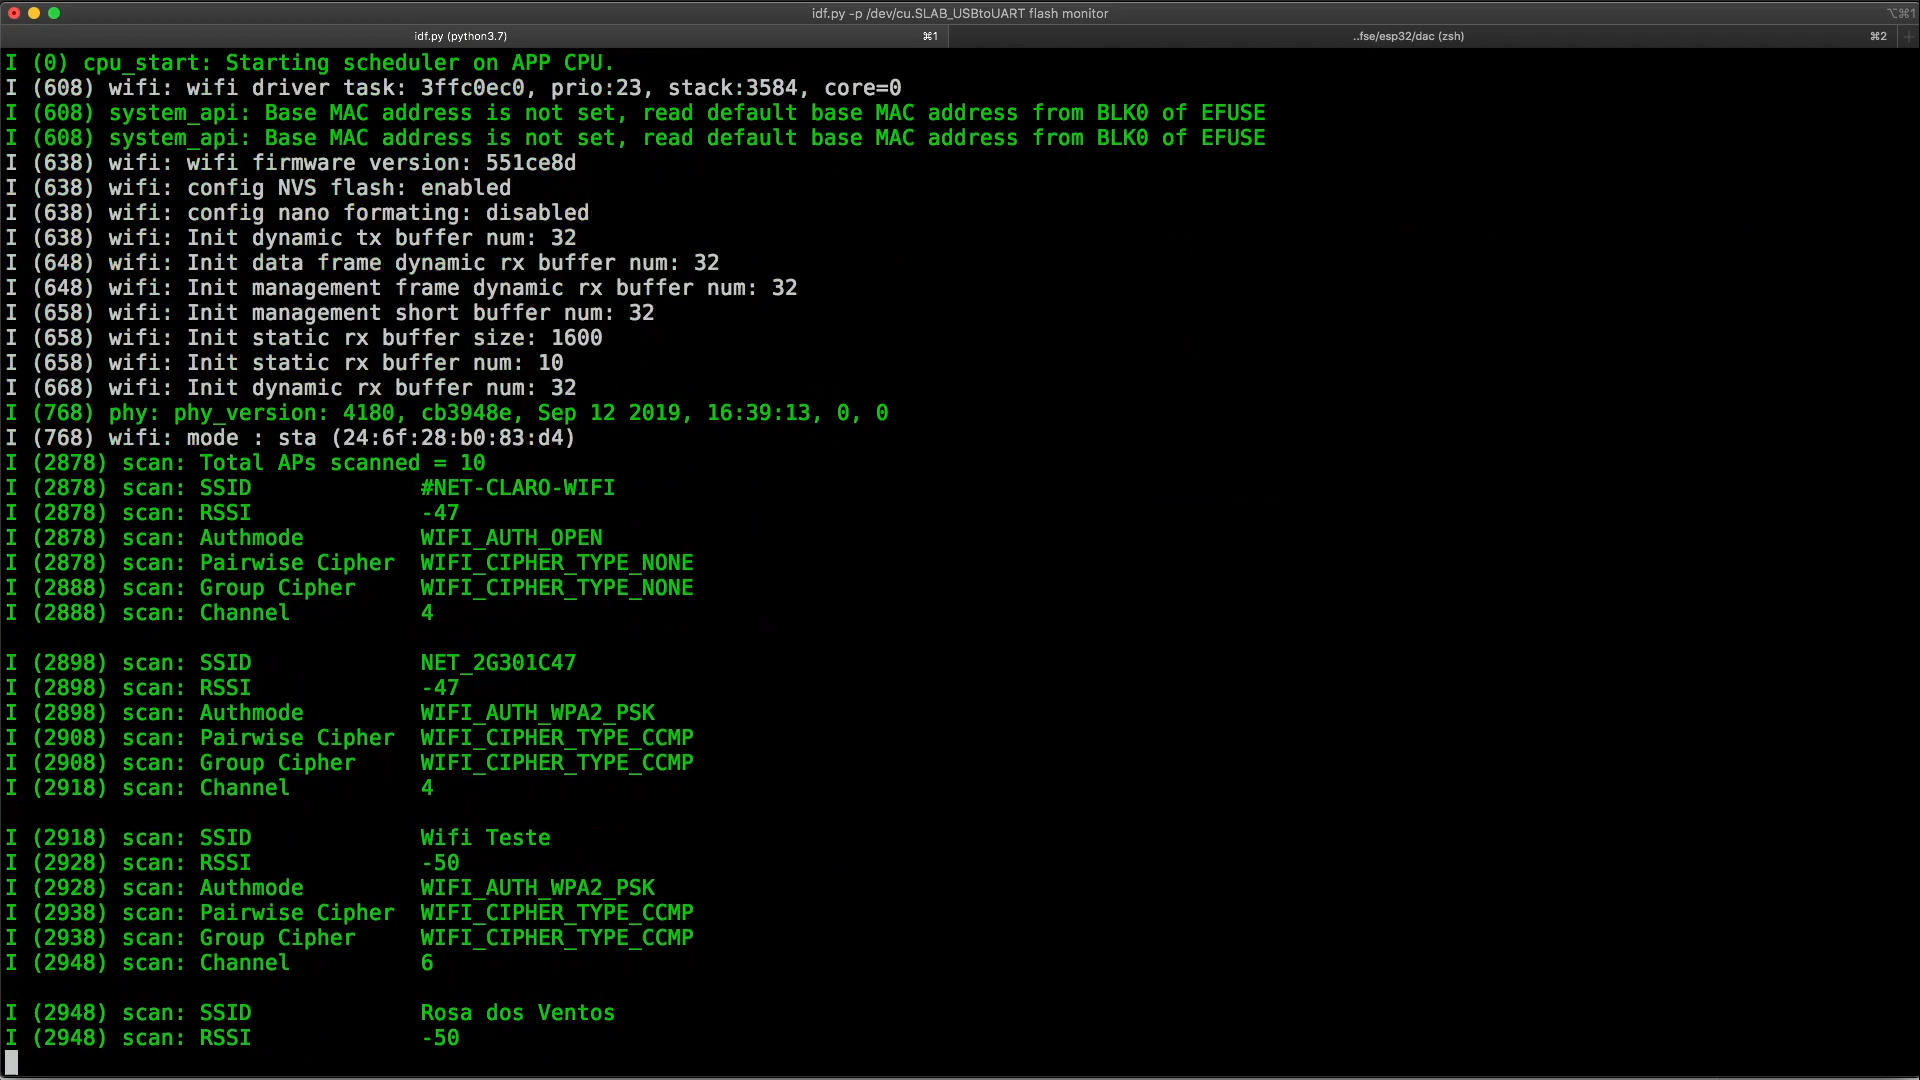 idf.py -p /dev/cu.SLAB_USBtoUART flash monitor
⌥⌘1
idf.py (python3.7) ⌘1 ..fse/esp32/dac (zsh) ⌘2 +
I (0) cpu_start: Starting scheduler on APP CPU.
I (608) wifi: wifi driver task: 3ffc0ec0, prio:23, stack:3584, core=0
I (608) system_api: Base MAC address is not set, read default base MAC address from BLK0 of EFUSE
I (608) system_api: Base MAC address is not set, read default base MAC address from BLK0 of EFUSE
I (638) wifi: wifi firmware version: 551ce8d
I (638) wifi: config NVS flash: enabled
I (638) wifi: config nano formating: disabled
I (638) wifi: Init dynamic tx buffer num: 32
I (648) wifi: Init data frame dynamic rx buffer num: 32
I (648) wifi: Init management frame dynamic rx buffer num: 32
I (658) wifi: Init management short buffer num: 32
I (658) wifi: Init static rx buffer size: 1600
I (658) wifi: Init static rx buffer num: 10
I (668) wifi: Init dynamic rx buffer num: 32
I (768) phy: phy_version: 4180, cb3948e, Sep 12 2019, 16:39:13, 0, 0
I (768) wifi: mode : sta (24:6f:28:b0:83:d4)
I (2878) scan: Total APs scanned = 10
I (2878) scan: SSID #NET-CLARO-WIFI
I (2878) scan: RSSI -47
I (2878) scan: Authmode WIFI_AUTH_OPEN
I (2878) scan: Pairwise Cipher WIFI_CIPHER_TYPE_NONE
I (2888) scan: Group Cipher WIFI_CIPHER_TYPE_NONE
I (2888) scan: Channel 4
I (2898) scan: SSID NET_2G301C47
I (2898) scan: RSSI -47
I (2898) scan: Authmode WIFI_AUTH_WPA2_PSK
I (2908) scan: Pairwise Cipher WIFI_CIPHER_TYPE_CCMP
I (2908) scan: Group Cipher WIFI_CIPHER_TYPE_CCMP
I (2918) scan: Channel 4
I (2918) scan: SSID Wifi Teste
I (2928) scan: RSSI -50
I (2928) scan: Authmode WIFI_AUTH_WPA2_PSK
I (2938) scan: Pairwise Cipher WIFI_CIPHER_TYPE_CCMP
I (2938) scan: Group Cipher WIFI_CIPHER_TYPE_CCMP
I (2948) scan: Channel 6
I (2948) scan: SSID Rosa dos Ventos
I (2948) scan: RSSI -50